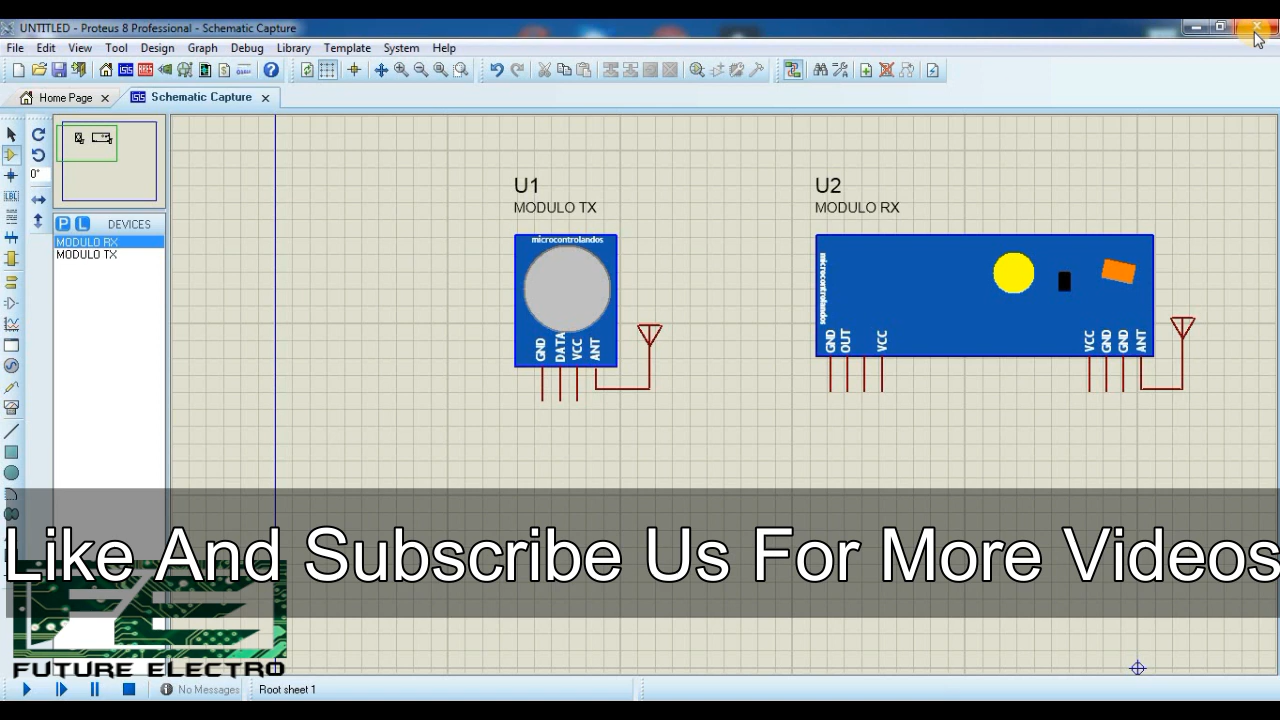 UNTITLED - Proteus 8 Professional - Schematic Capture
File Edit View Tool Design Graph Debug Library Template System Help
Home Page Schematic Capture
0°
LBL
P L DEVICES
MODULO RX
MODULO TX
U1
MODULO TX
microcontrolandos
GND DATA VCC ANT
U2
MODULO RX
microcontrolandos
GND OUT VCC VCC GND GND ANT
Like And Subscribe Us For More Videos
FUTURE ELECTRO
No Messages Root sheet 1